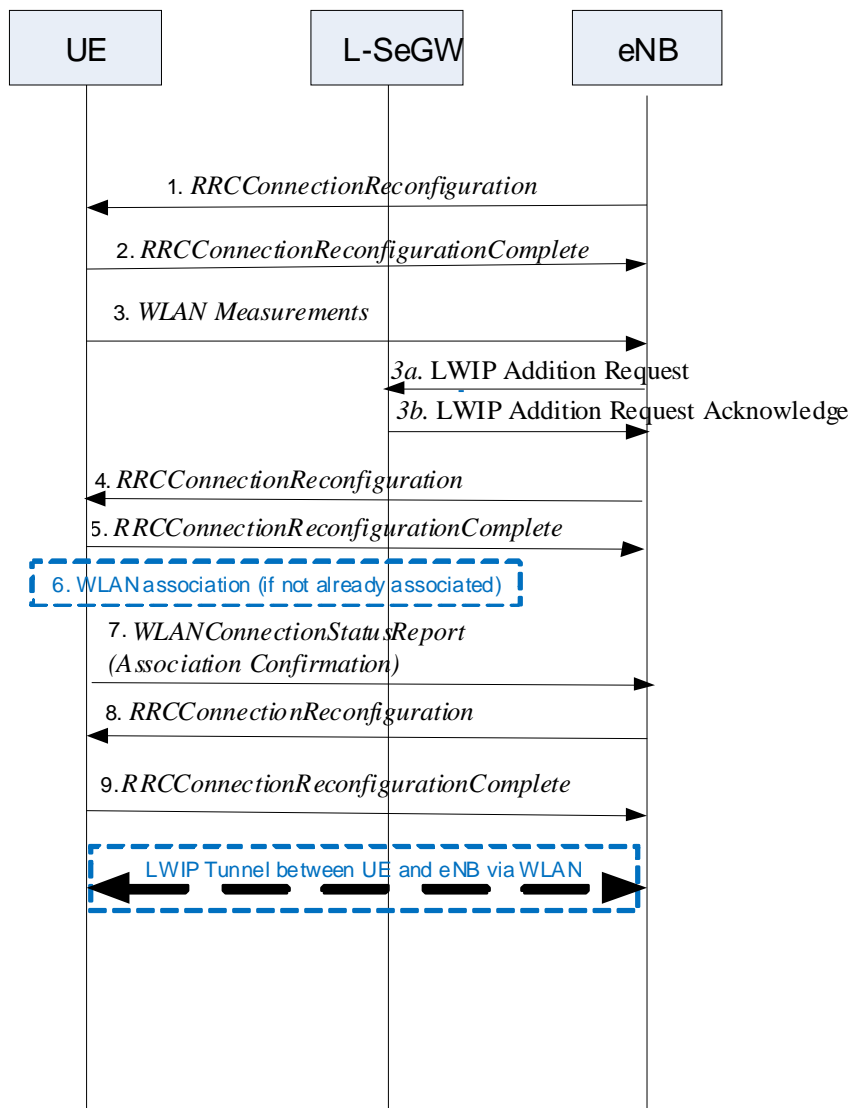 UE
L-SeGW
eNB
1. RRCConnectionReconfiguration
2. RRCConnectionReconfigurationComplete
3. WLAN Measurements
3a. LWIP Addition Request
3b. LWIP Addition Request Acknowledge
4. RRCConnectionReconfiguration
5. RRCConnectionReconfigurationComplete
6. WLAN association (if not already associated)
7. WLANConnectionStatusReport
(Association Confirmation)
8. RRCConnectionReconfiguration
9. RRCConnectionReconfigurationComplete
LWIP Tunnel between UE and eNB via WLAN